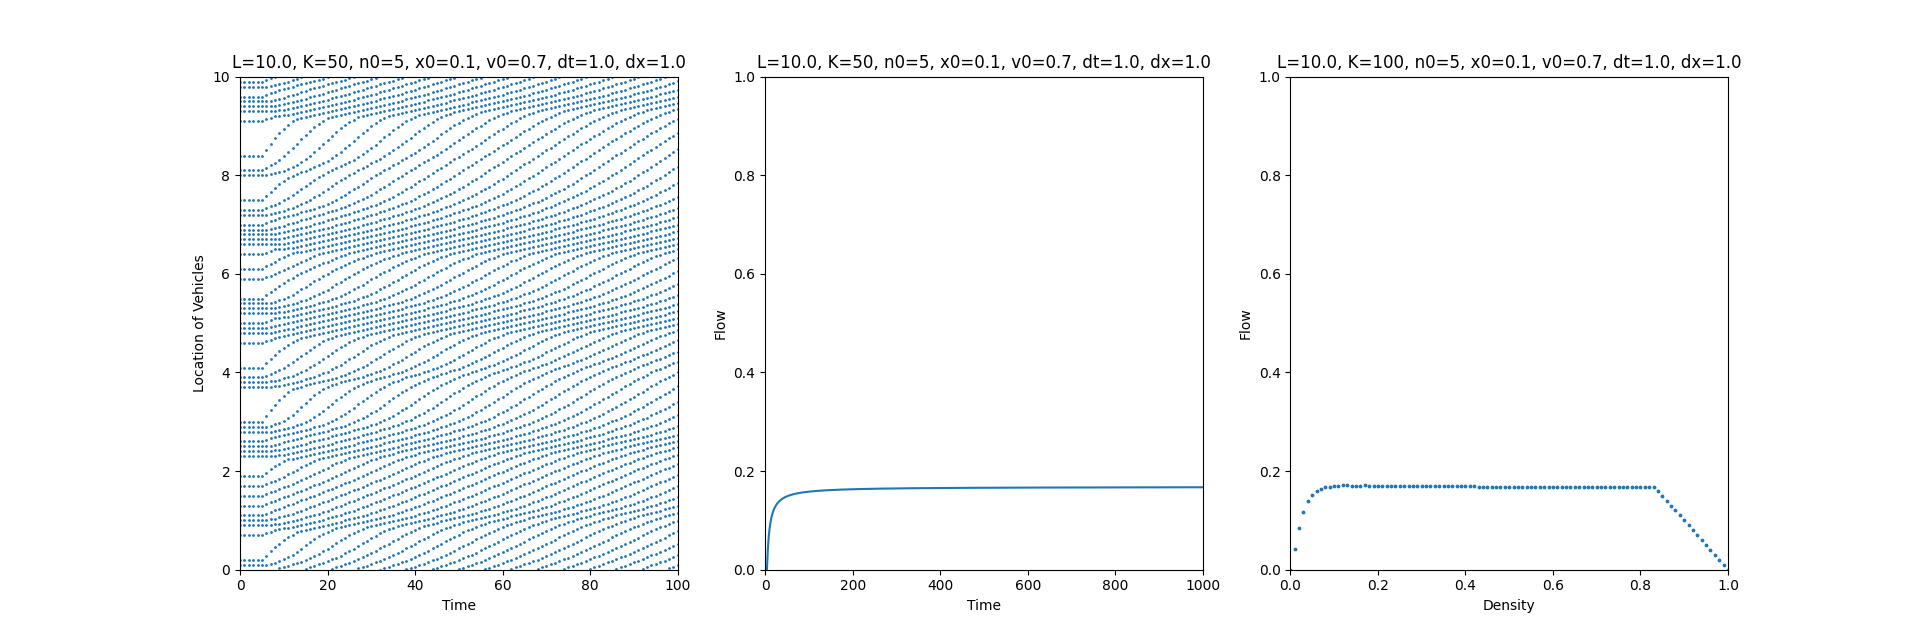 L=10.0, K=50, n0=5, x0=0.1, v0=0.7, dt=1.0, dx=1.0
10
8
6
4
2
0
Location of Vehicles
0 20 40 60 80 100
Time
L=10.0, K=50, n0=5, x0=0.1, v0=0.7, dt=1.0, dx=1.0
1.0
0.8
0.6
0.4
0.2
0.0
Flow
0 200 400 600 800 1000
Time
L=10.0, K=100, n0=5, x0=0.1, v0=0.7, dt=1.0, dx=1.0
1.0
0.8
0.6
0.4
0.2
0.0
Flow
0.0 0.2 0.4 0.6 0.8 1.0
Density